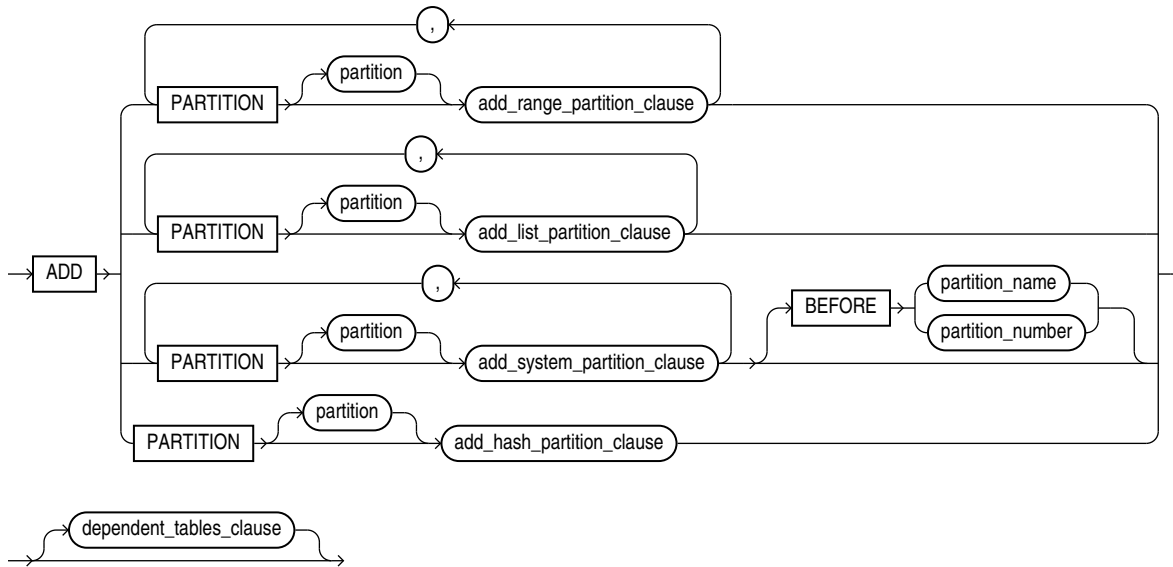 ,
partition
PARTITION add_range_partition_clause
,
partition
PARTITION add_list_partition_clause
ADD
,
partition_name
BEFORE
partition partition_number
PARTITION add_system_partition_clause
partition
PARTITION add_hash_partition_clause
dependent_tables_clause